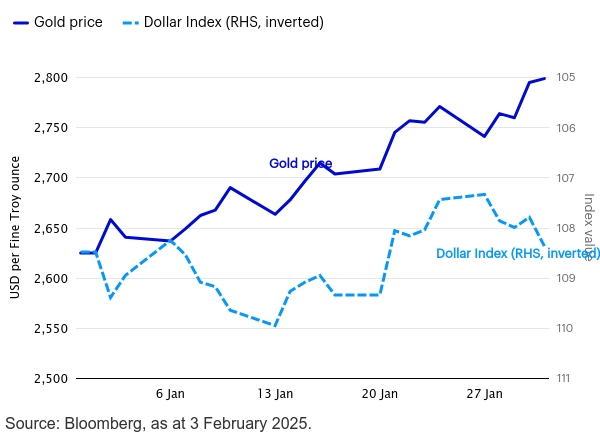 Gold price   Dollar Index (RHS, inverted)
2,800
2,750
2,700
2,650
2,600
2,550
2,500
USD per Fine Troy ounce
Gold price
Dollar Index (RHS, inverted)
105
106
107
108
109
110
111
Index value
6 Jan   13 Jan   20 Jan   27 Jan
Source: Bloomberg, as at 3 February 2025.